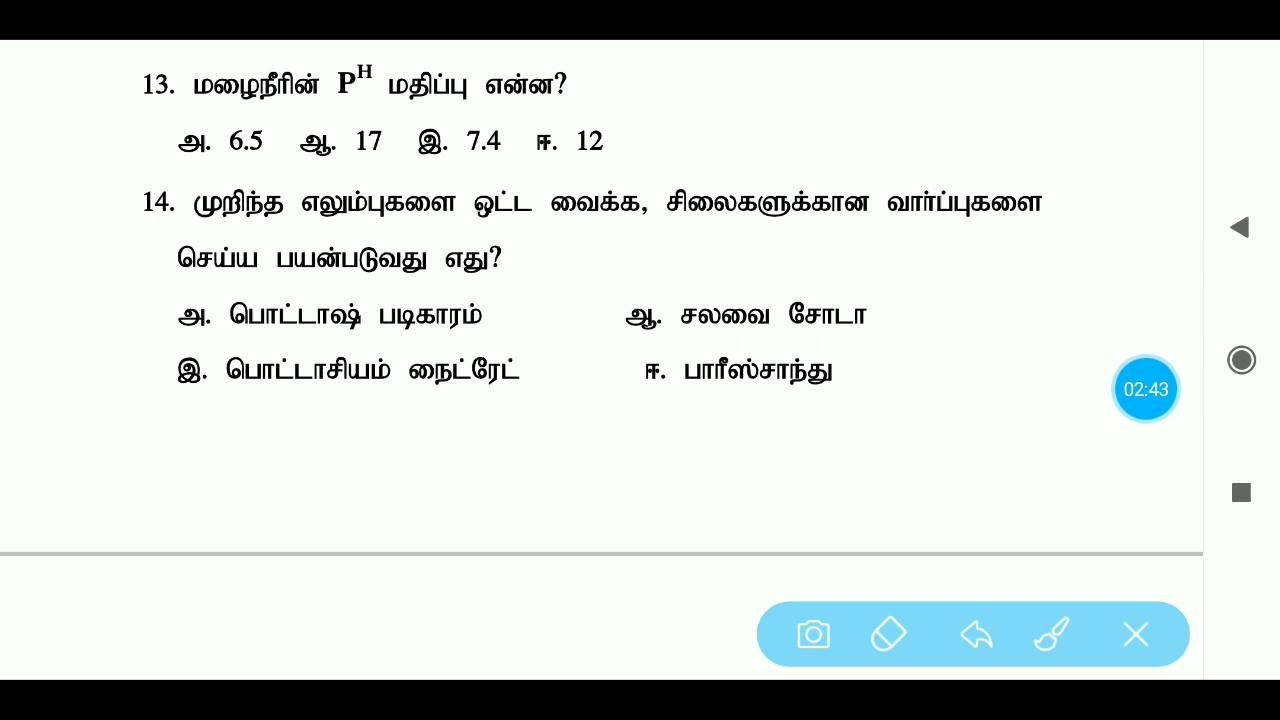 13. மழைநீரின் P^H மதிப்பு என்ன?
அ. 6.5 ஆ. 17 இ. 7.4 ஈ. 12
14. முறிந்த எலும்புகளை ஒட்ட வைக்க, சிலைகளுக்கான வார்ப்புகளை
செய்ய பயன்படுவது எது?
அ. பொட்டாஷ் படிகாரம் ஆ. சலவை சோடா
இ. பொட்டாசியம் நைட்ரேட் ஈ. பாரீஸ்சாந்து
02:43